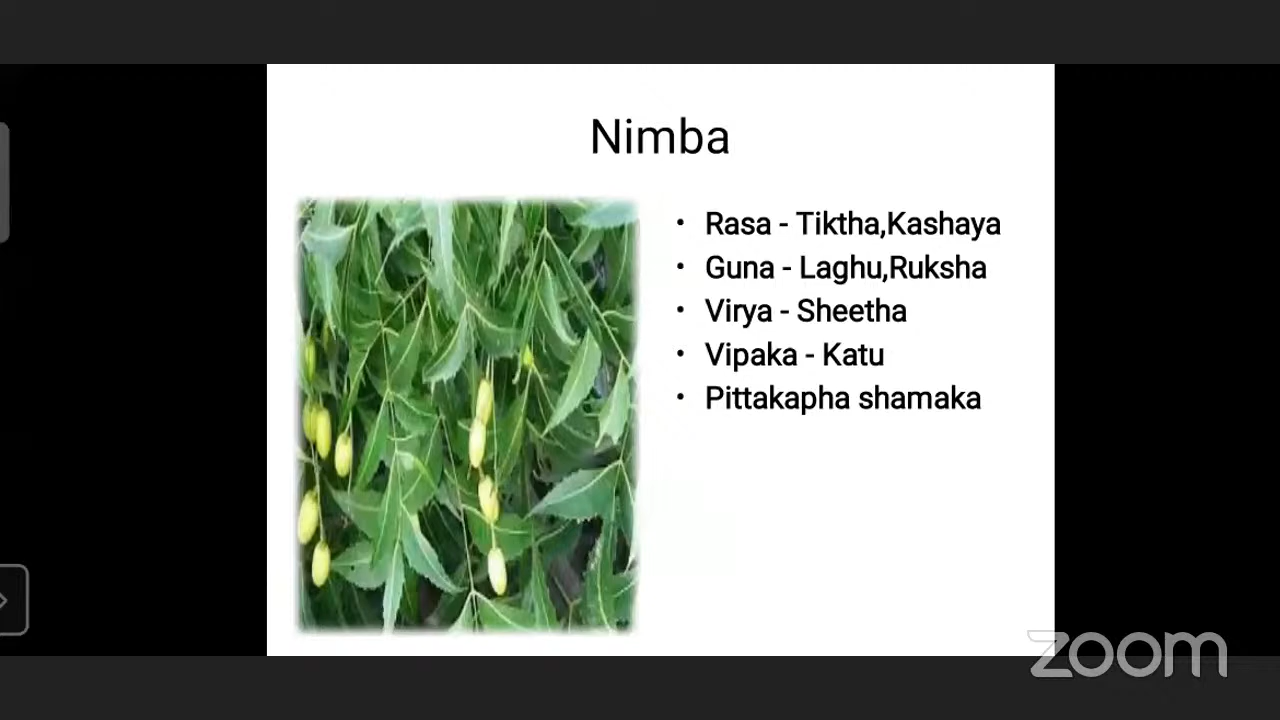 Nimba
• Rasa - Tiktha,Kashaya
• Guna - Laghu,Ruksha
• Virya - Sheetha
• Vipaka - Katu
• Pittakapha shamaka
zoom